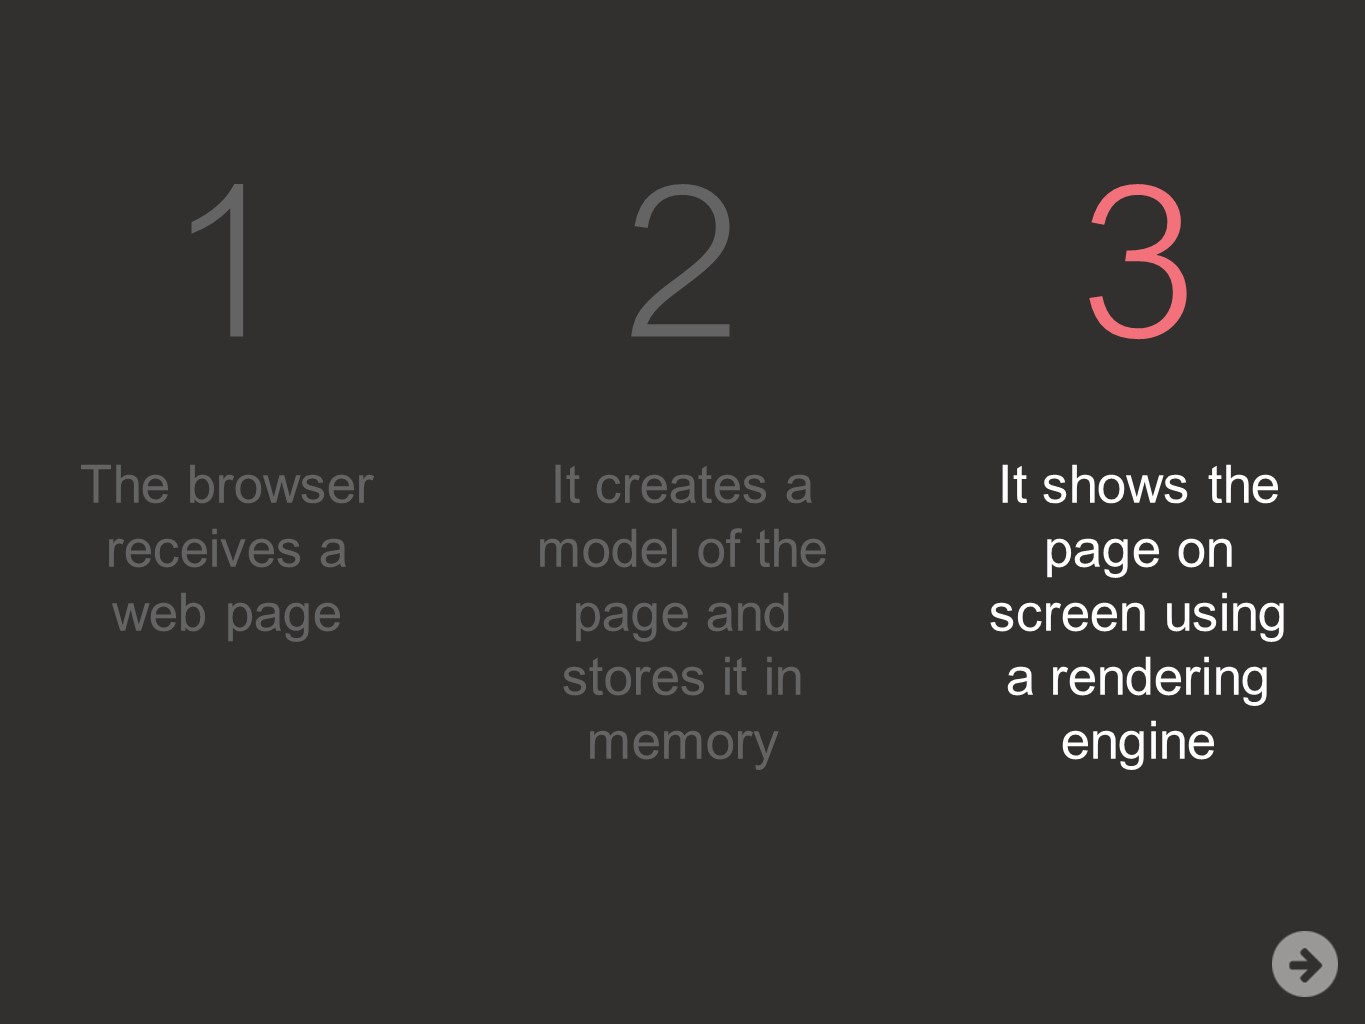 1
The browser
receives a
web page
2
It creates a
model of the
page and
stores it in
memory
3
It shows the
page on
screen using
a rendering
engine